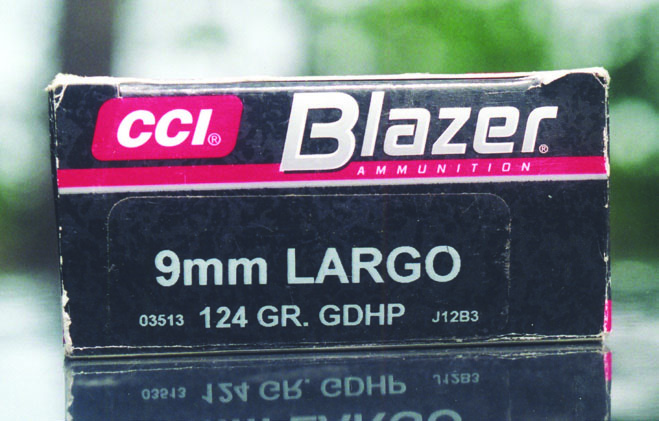 CCI®
Blazer®
AMMUNITION
9mm LARGO
03513 124 GR. GDHP J12B3